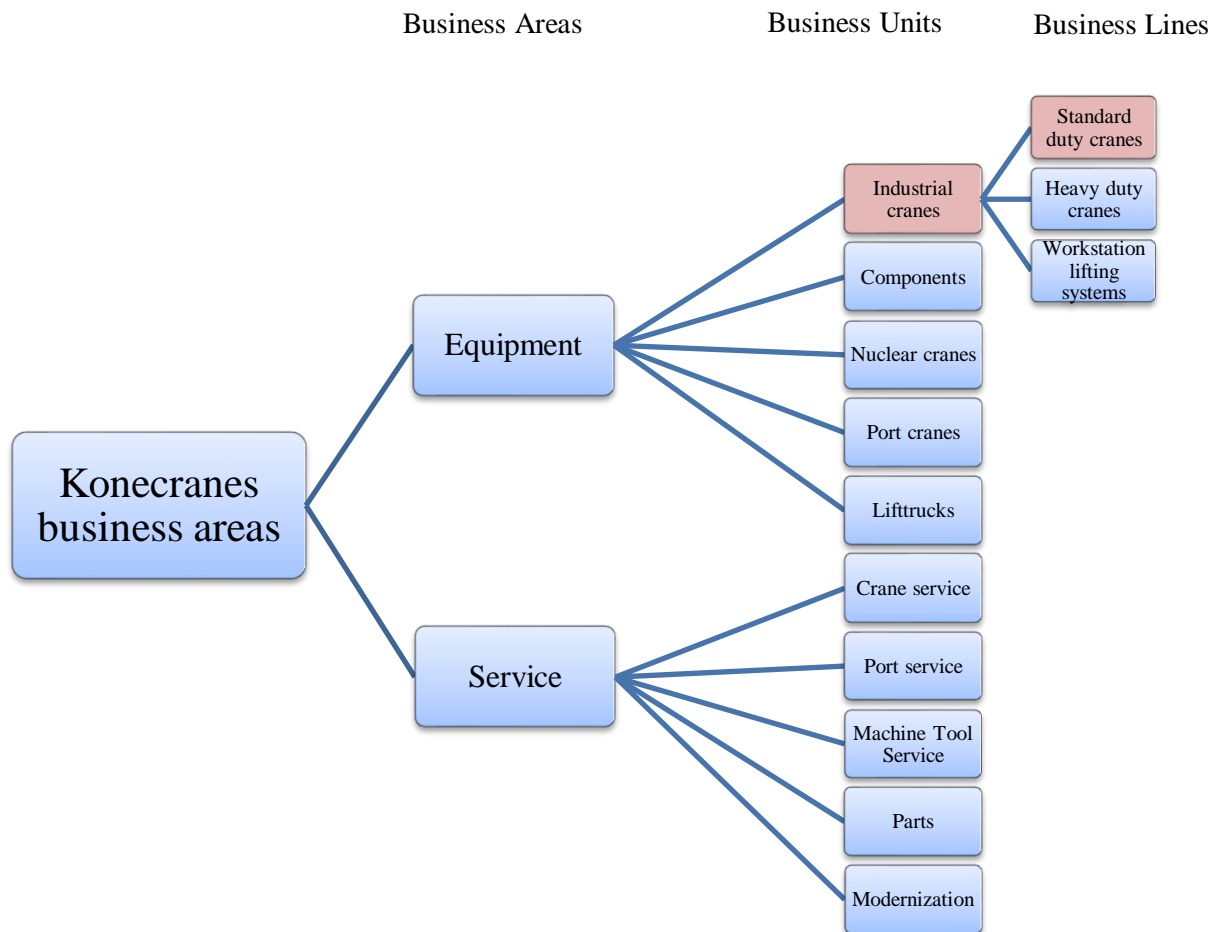 Business Areas
Business Units
Business Lines
Konecranes
business areas
Equipment
Service
Industrial
cranes
Components
Nuclear cranes
Port cranes
Lifttrucks
Crane service
Port service
Machine Tool
Service
Parts
Modernization
Standard
duty cranes
Heavy duty
cranes
Workstation
lifting
systems